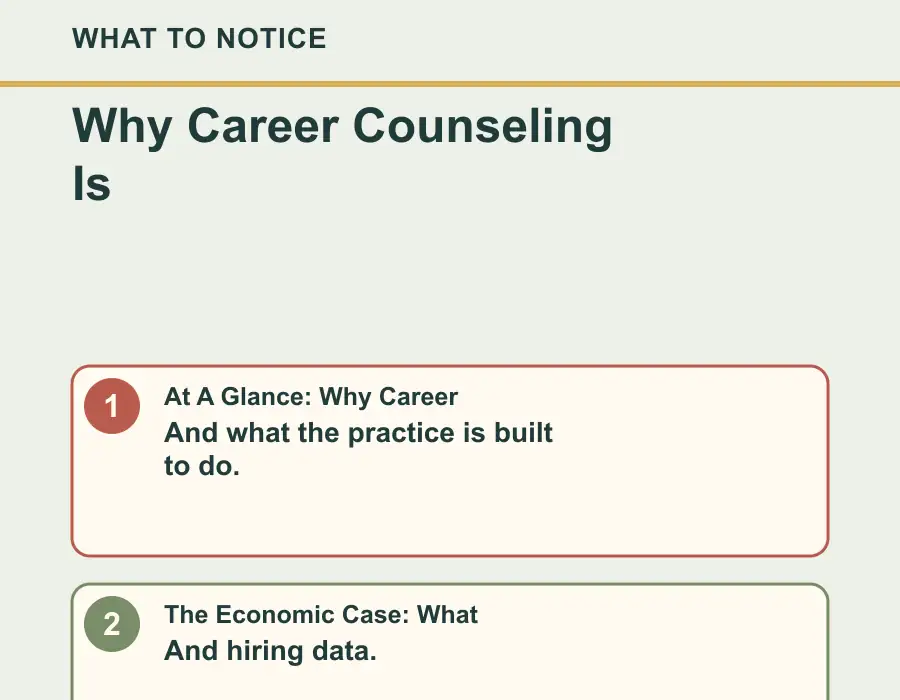 WHAT TO NOTICE
Why Career Counseling
Is
1
At A Glance: Why Career
And what the practice is built
to do.
2
The Economic Case: What
And hiring data.